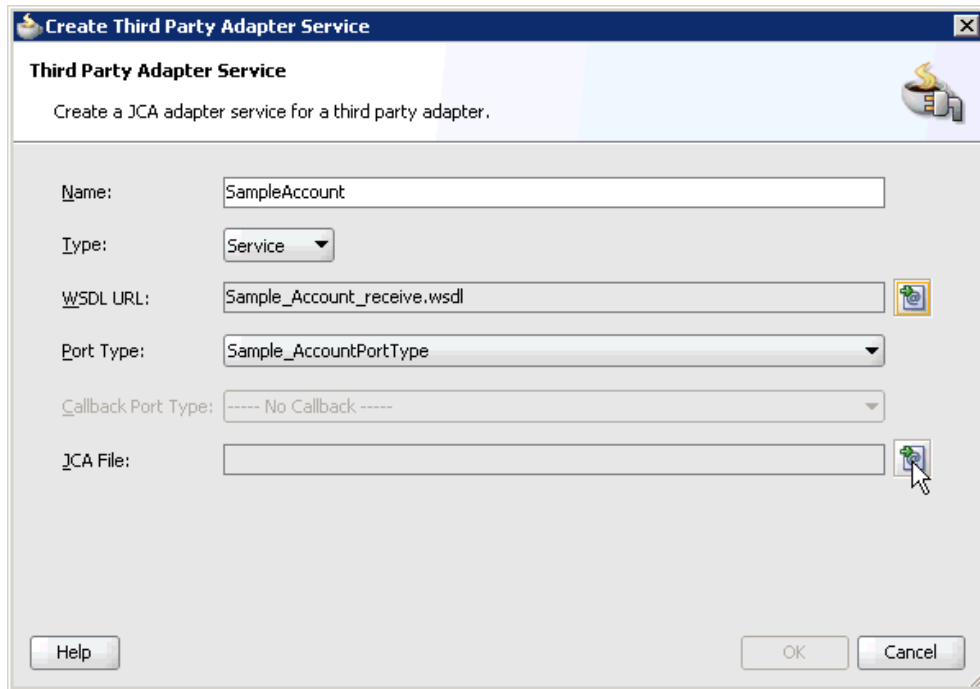 Create Third Party Adapter Service
Third Party Adapter Service
Create a JCA adapter service for a third party adapter.
Name: SampleAccount
Type: Service
WSDL URL: Sample_Account_receive.wsdl
Port Type: Sample_AccountPortType
Callback Port Type: ----- No Callback -----
JCA File:
Help OK Cancel